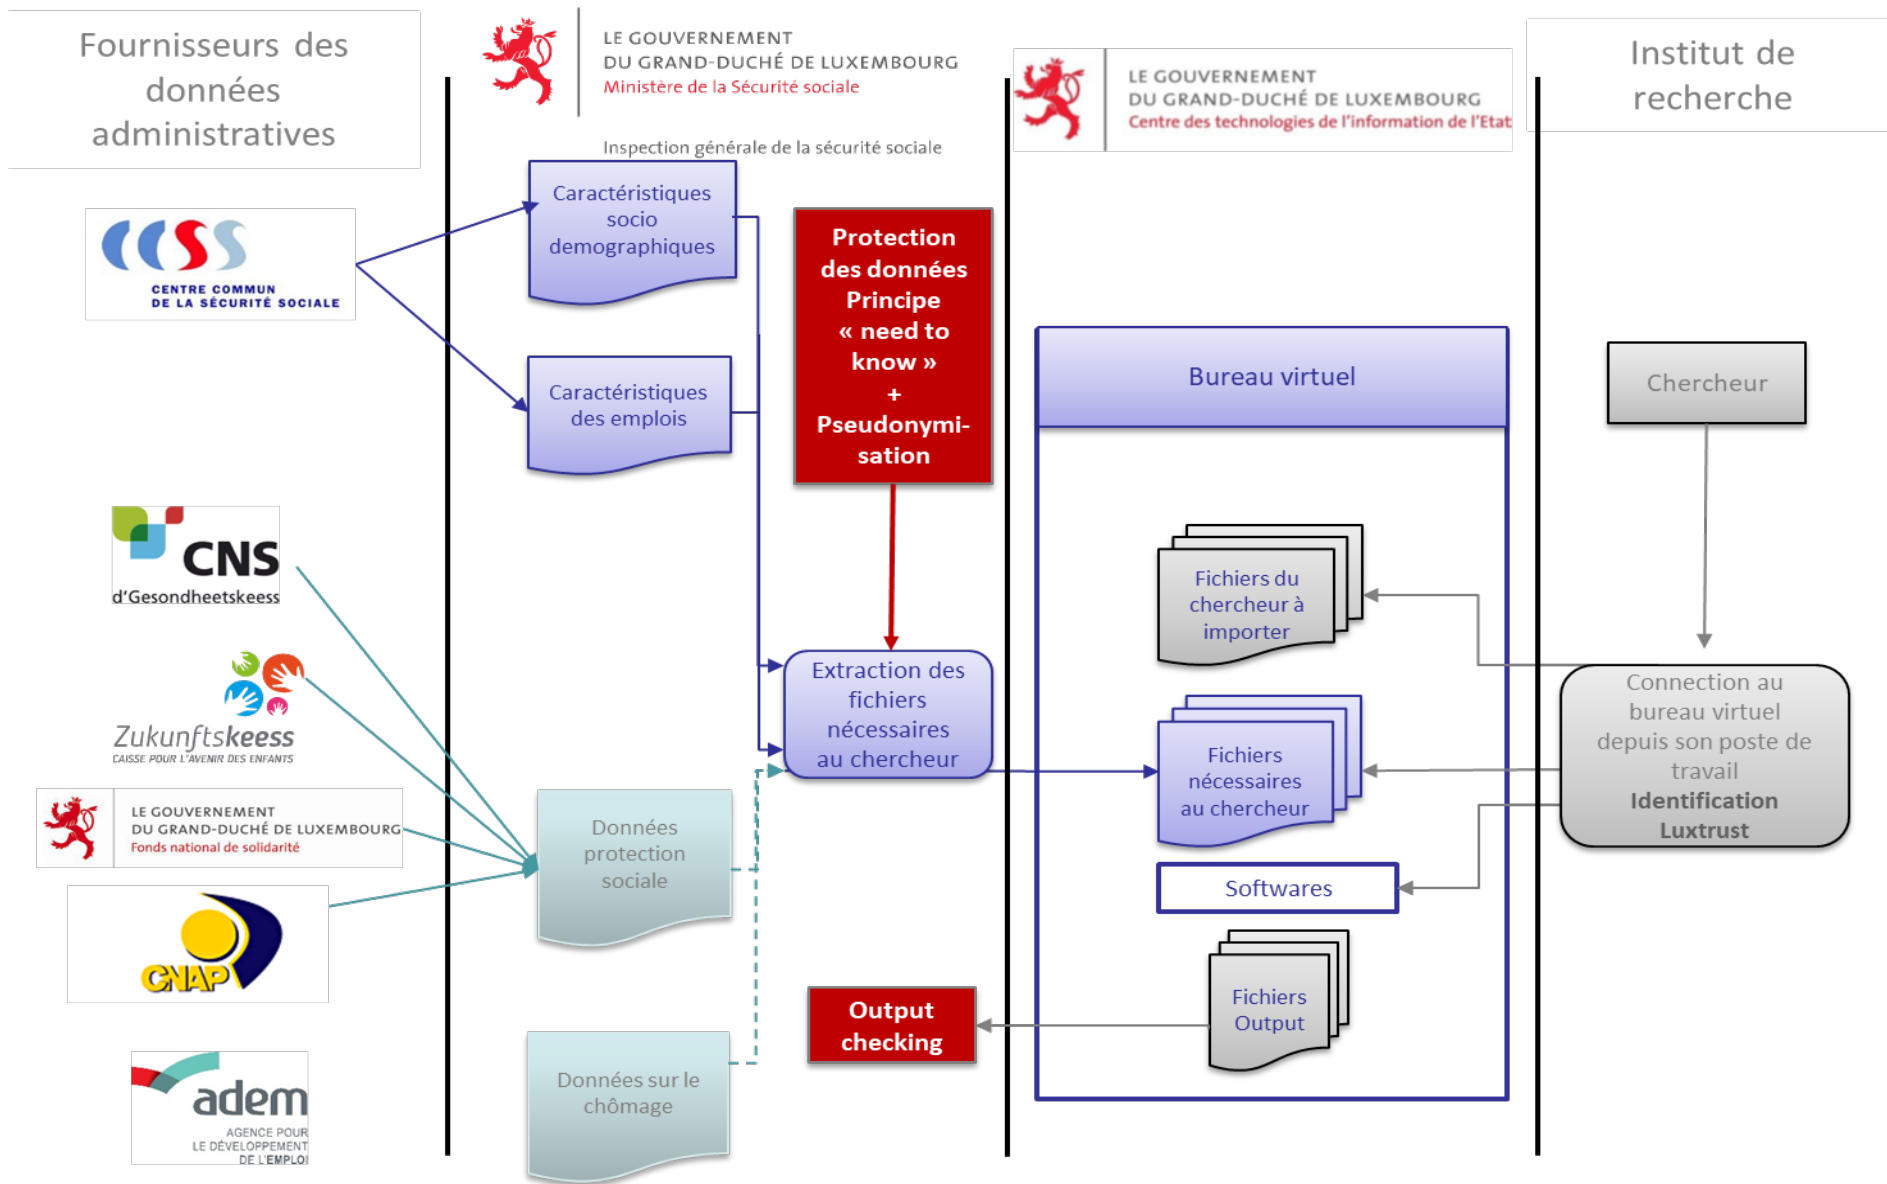 Fournisseurs des
données
administratives
LE GOUVERNEMENT
DU GRAND-DUCHÉ DE LUXEMBOURG
Ministère de la Sécurité sociale
Inspection générale de la sécurité sociale
LE GOUVERNEMENT
DU GRAND-DUCHÉ DE LUXEMBOURG
Centre des technologies de l'information de l'Etat
Institut de
recherche
CCSS
CENTRE COMMUN
DE LA SÉCURITÉ SOCIALE
CNS
d'Gesondheetskeess
Zukunftskeess
CAISSE POUR L'AVENIR DES ENFANTS
LE GOUVERNEMENT
DU GRAND-DUCHÉ DE LUXEMBOURG
Fonds national de solidarité
CNAP
adem
AGENCE POUR
LE DÉVELOPPEMENT
DE L'EMPLOI
Caractéristiques
socio
demographiques
Caractéristiques
des emplois
Données
protection
sociale
Données sur le
chômage
Protection
des données
Principe
« need to
know »
+
Pseudonymi-
sation
Extraction des
fichiers
nécessaires
au chercheur
Output
checking
Bureau virtuel
Fichiers du
chercheur à
importer
Fichiers
nécessaires
au chercheur
Softwares
Fichiers
Output
Chercheur
Connection au
bureau virtuel
depuis son poste de
travail
Identification
Luxtrust